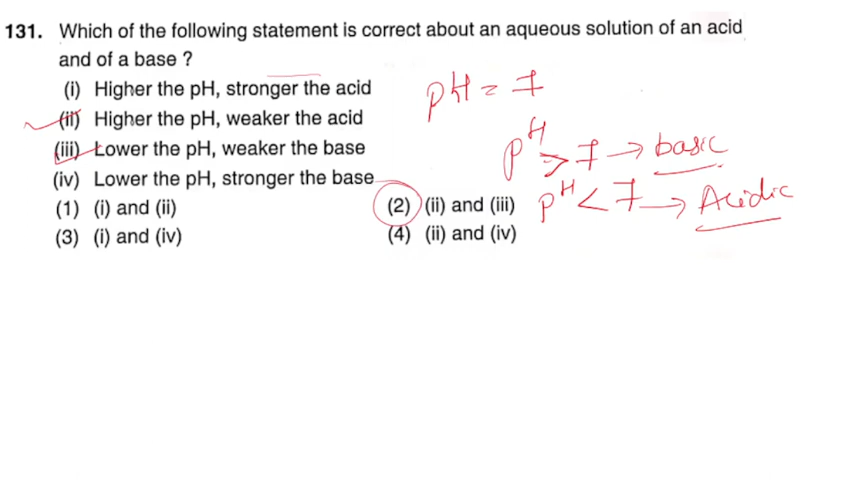 131. Which of the following statement is correct about an aqueous solution of an acid
and of a base ?
(i) Higher the pH, stronger the acid
(ii) Higher the pH, weaker the acid
(iii) Lower the pH, weaker the base
(iv) Lower the pH, stronger the base
(1) (i) and (ii)
(2) (ii) and (iii)
(3) (i) and (iv)
(4) (ii) and (iv)
pH = 7
pH > 7 → basic
pH < 7 → Acidic